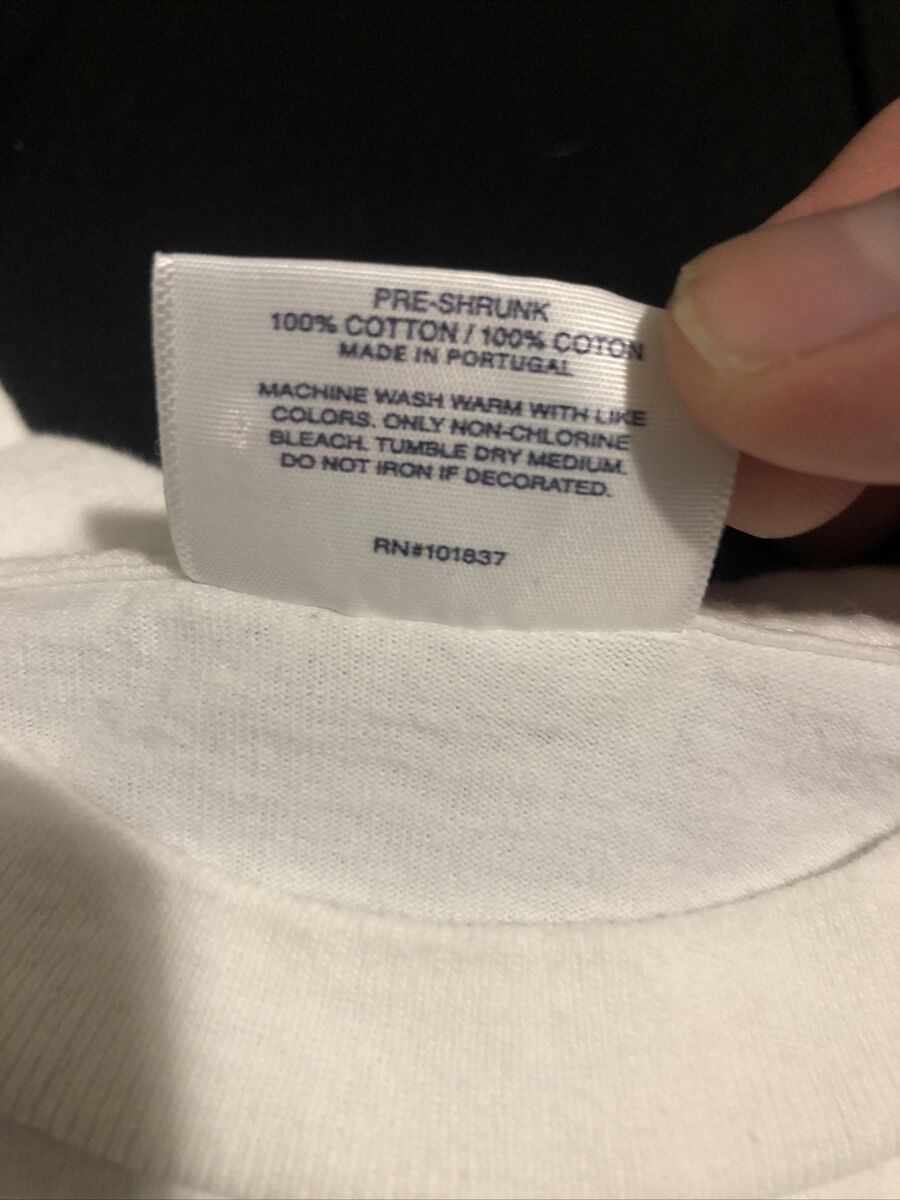 PRE-SHRUNK
100% COTTON / 100% COTON
MADE IN PORTUGAL
MACHINE WASH WARM WITH LIKE
COLORS. ONLY NON-CHLORINE
BLEACH. TUMBLE DRY MEDIUM.
DO NOT IRON IF DECORATED.
RN#101837